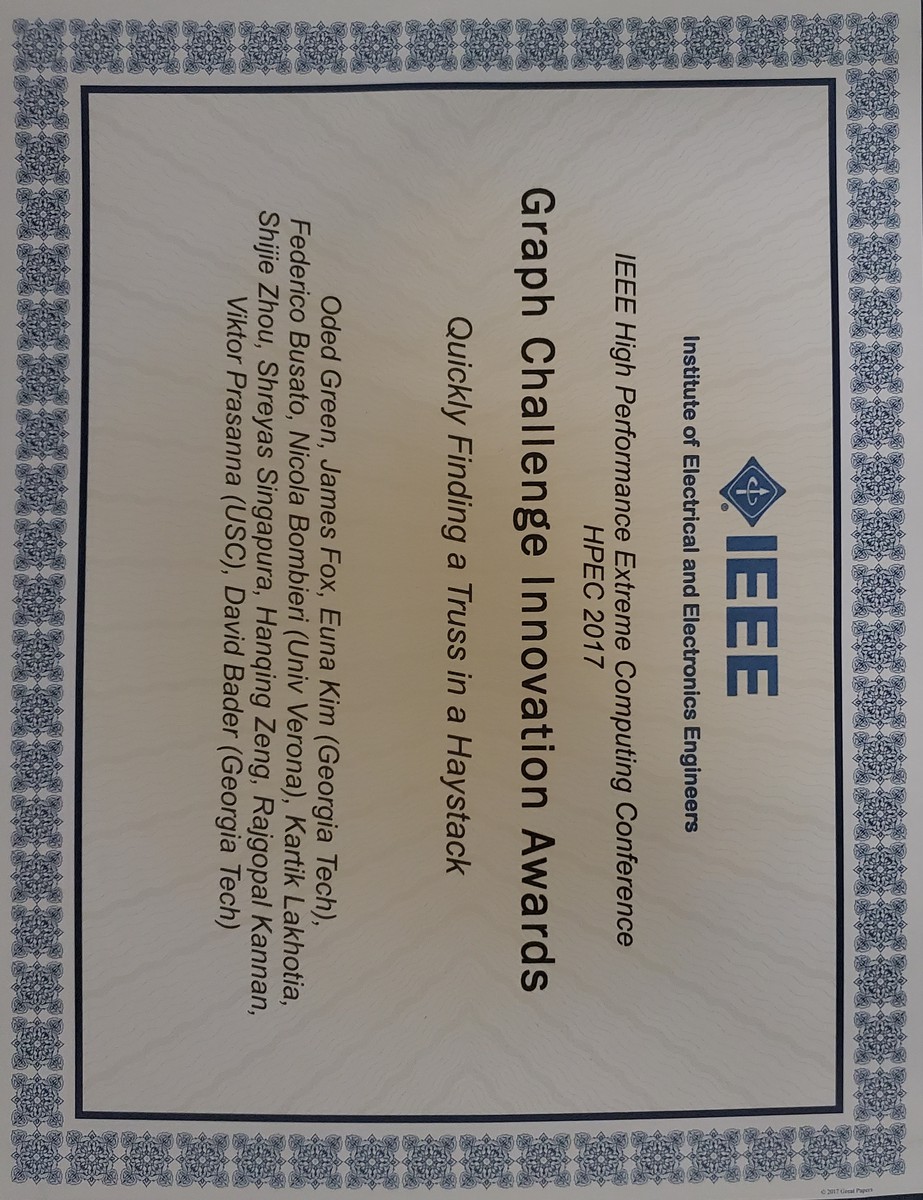 IEEE
Institute of Electrical and Electronics Engineers
IEEE High Performance Extreme Computing Conference
HPEC 2017
Graph Challenge Innovation Awards
Quickly Finding a Truss in a Haystack
Oded Green, James Fox, Euna Kim (Georgia Tech),
Federico Busato, Nicola Bombieri (Univ Verona), Kartik Lakhotia,
Shijie Zhou, Shreyas Singapura, Hanqing Zeng, Rajgopal Kannan,
Viktor Prasanna (USC), David Bader (Georgia Tech)
© 2017 Great Papers